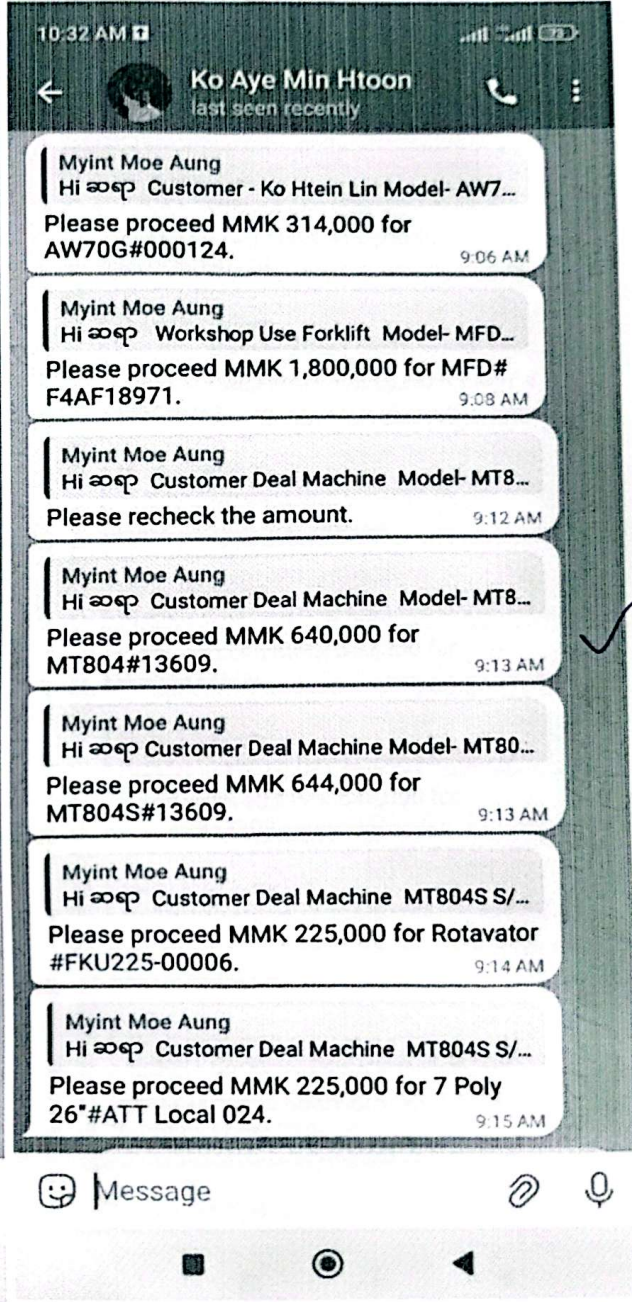 10:32 AM
73
Ko Aye Min Htoon
last seen recently
Myint Moe Aung
Hi ဆရာ Customer - Ko Htein Lin Model- AW7...
Please proceed MMK 314,000 for
AW70G#000124.
9:06 AM
Myint Moe Aung
Hi ဆရာ Workshop Use Forklift Model- MFD...
Please proceed MMK 1,800,000 for MFD#
F4AF18971.
9:08 AM
Myint Moe Aung
Hi ဆရာ Customer Deal Machine Model- MT8...
Please recheck the amount.
9:12 AM
Myint Moe Aung
Hi ဆရာ Customer Deal Machine Model- MT8...
Please proceed MMK 640,000 for
MT804#13609.
9:13 AM
Myint Moe Aung
Hi ဆရာ Customer Deal Machine Model- MT80...
Please proceed MMK 644,000 for
MT804S#13609.
9:13 AM
Myint Moe Aung
Hi ဆရာ Customer Deal Machine MT804S S/...
Please proceed MMK 225,000 for Rotavator
#FKU225-00006.
9:14 AM
Myint Moe Aung
Hi ဆရာ Customer Deal Machine MT804S S/...
Please proceed MMK 225,000 for 7 Poly
26"#ATT Local 024.
9:15 AM
Message